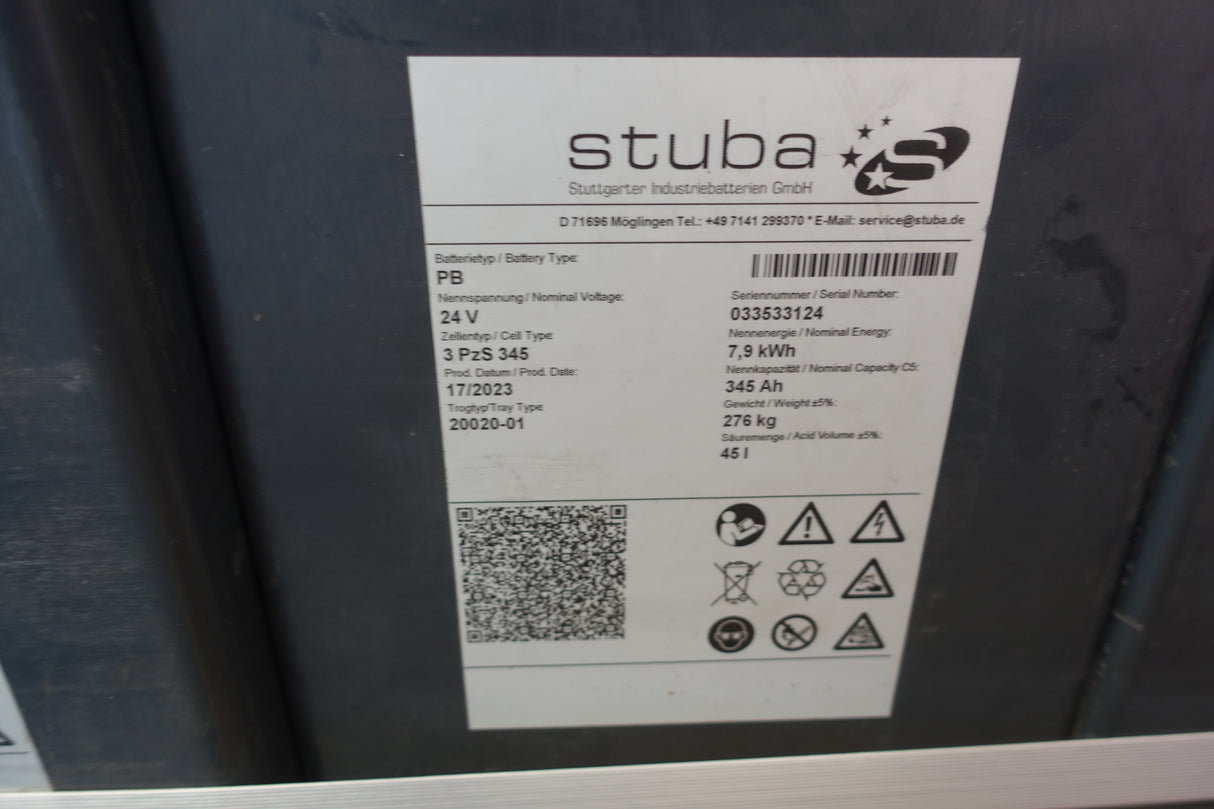 stuba
Stuttgarter Industriebatterien GmbH
D 71696 Möglingen Tel.: +49 7141 299370 * E-Mail: service@stuba.de
Batterietyp / Battery Type:
PB
Nennspannung / Nominal Voltage:
24 V
Zellentyp / Cell Type:
3 PzS 345
Prod. Datum / Prod. Date:
17/2023
Trogtyp/Tray Type
20020-01
Seriennummer / Serial Number:
033533124
Nennenergie / Nominal Energy:
7,9 kWh
Nennkapazität / Nominal Capacity C5:
345 Ah
Gewicht / Weight ±5%:
276 kg
Säuremenge / Acid Volume ±5%:
45 l